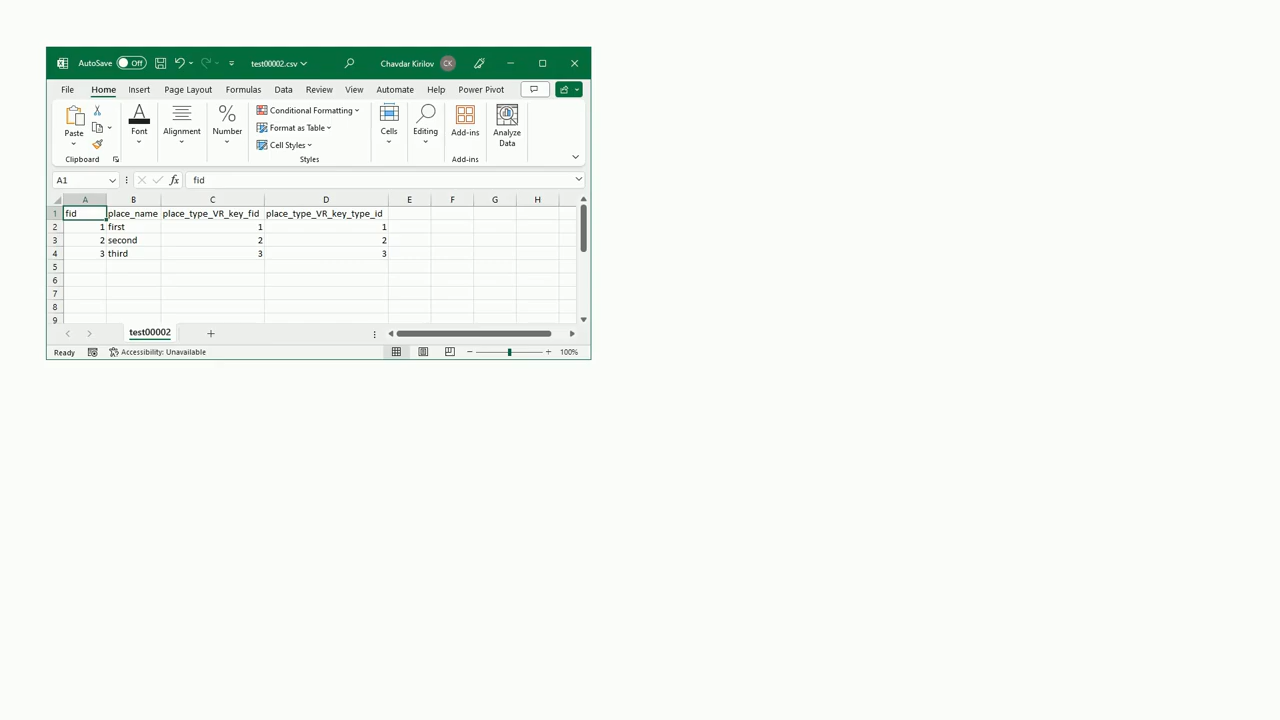 AutoSave Off test00002.csv Chavdar Kirilov CK
File Home Insert Page Layout Formulas Data Review View Automate Help Power Pivot
Paste Font Alignment Number Conditional Formatting Format as Table Cell Styles Cells Editing Add-ins Analyze Data
Clipboard Styles Add-ins
A1 fx fid
A B C D E F G H
1 fid place_name place_type_VR_key_fid place_type_VR_key_type_id
2 1 first 1 1
3 2 second 2 2
4 3 third 3 3
5
6
7
8
9
test00002
Ready Accessibility: Unavailable 100%